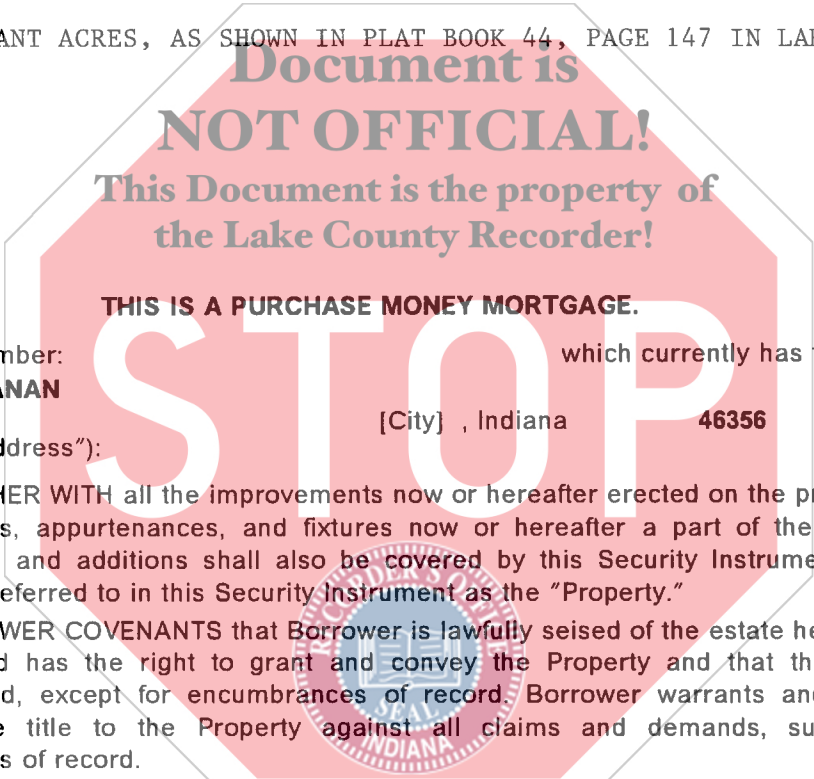 ANT ACRES, AS SHOWN IN PLAT BOOK 44, PAGE 147 IN LAK
Document is
NOT OFFICIAL!
This Document is the property of
the Lake County Recorder!
THIS IS A PURCHASE MONEY MORTGAGE.
mber: which currently has t
ANAN
[City] , Indiana 46356
ddress"):
HER WITH all the improvements now or hereafter erected on the pr
s, appurtenances, and fixtures now or hereafter a part of the
and additions shall also be covered by this Security Instrume
eferred to in this Security Instrument as the "Property."
WER COVENANTS that Borrower is lawfully seised of the estate he
d has the right to grant and convey the Property and that th
d, except for encumbrances of record. Borrower warrants and
e title to the Property against all claims and demands, su
s of record.
STOP
RECORDER'S OFFICE
SEAL
INDIANA